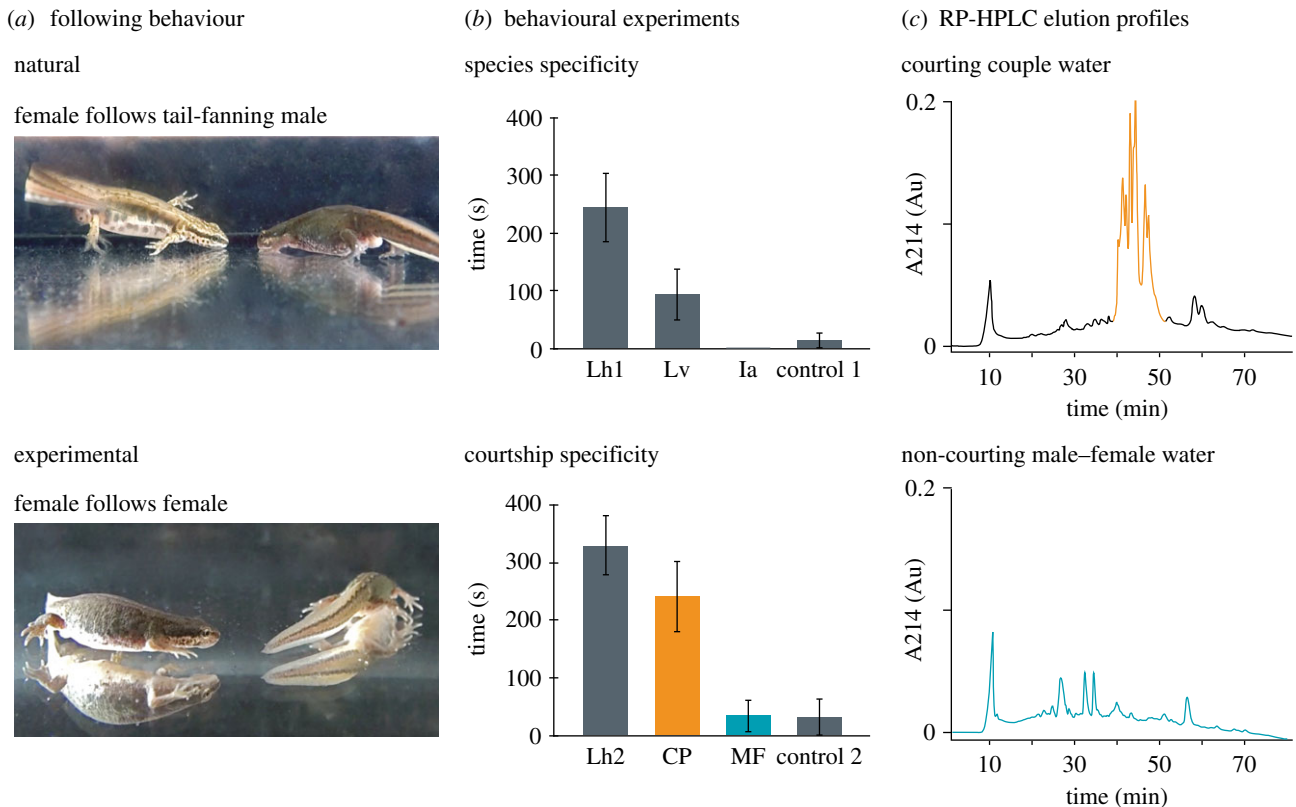 (a) following behaviour
natural
female follows tail-fanning male
experimental
female follows female
(b) behavioural experiments
species specificity
400
300
200
100
0
time (s)
Lh1 Lv Ia control 1
courtship specificity
400
300
200
100
0
time (s)
Lh2 CP MF control 2
(c) RP-HPLC elution profiles
courting couple water
0.2
0
A214 (Au)
10 30 50 70
time (min)
non-courting male–female water
0.2
0
A214 (Au)
10 30 50 70
time (min)